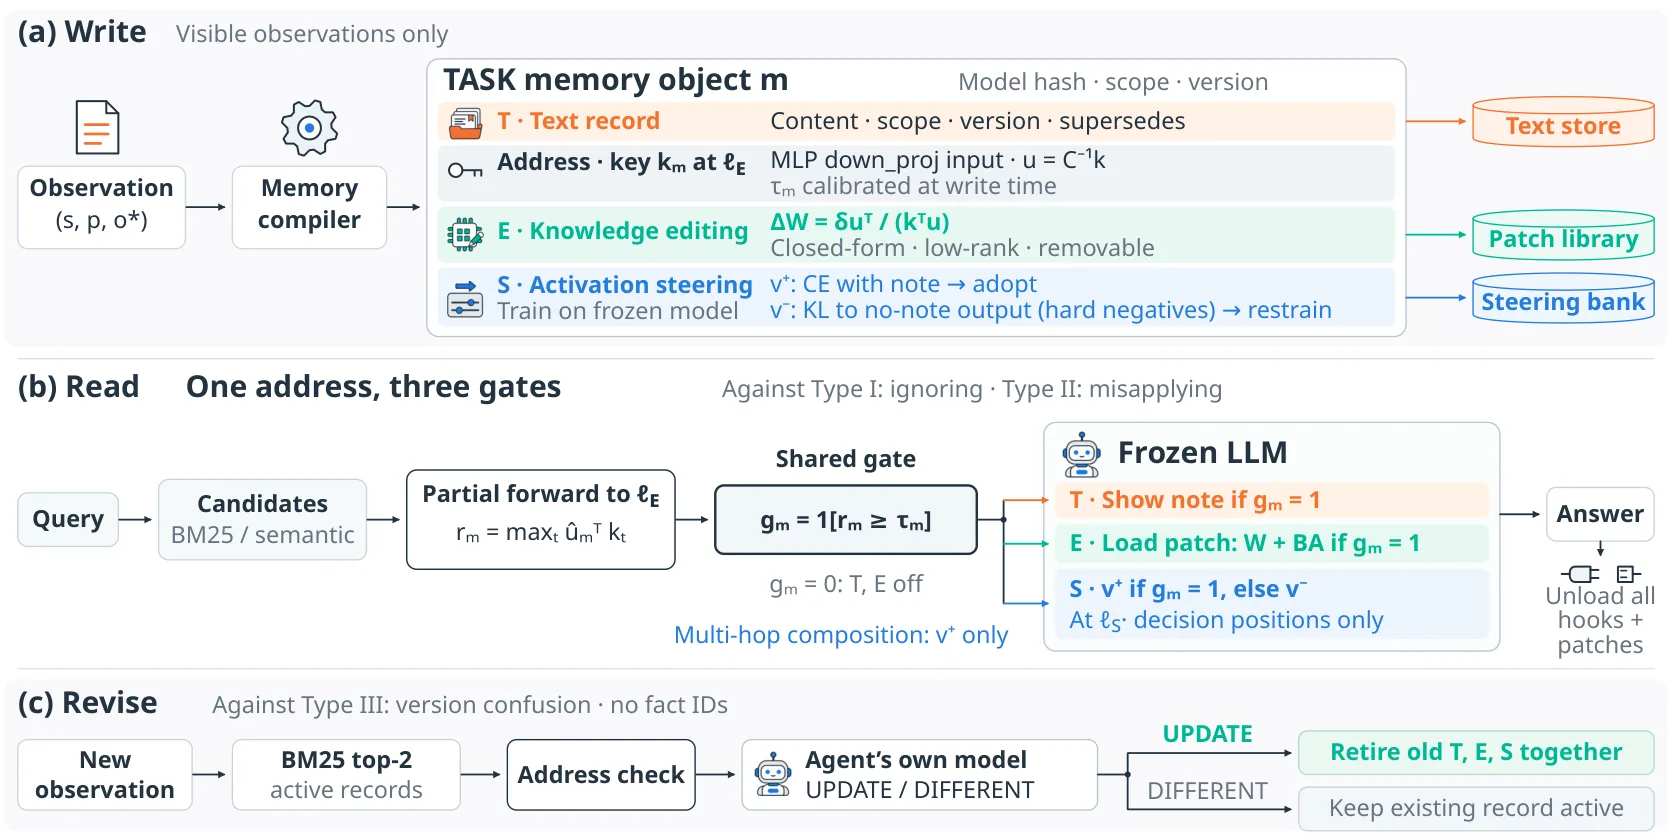 (a) Write Visible observations only
TASK memory object m Model hash · scope · version
T · Text record Content · scope · version · supersedes
Text store
Address · key kₘ at ℓE MLP down_proj input · u = C⁻¹k
τₘ calibrated at write time
Observation
(s, p, o*)
Memory
compiler
E · Knowledge editing ΔW = δuᵀ / (kᵀu)
Closed-form · low-rank · removable
Patch library
S · Activation steering v⁺: CE with note → adopt
Train on frozen model v⁻: KL to no-note output (hard negatives) → restrain
Steering bank
(b) Read One address, three gates Against Type I: ignoring · Type II: misapplying
Query
Candidates
BM25 / semantic
Partial forward to ℓE
rₘ = maxₜ ûₘᵀ kₜ
Shared gate
gₘ = 1[rₘ ≥ τₘ]
gₘ = 0: T, E off
Multi-hop composition: v⁺ only
Frozen LLM
T · Show note if gₘ = 1
E · Load patch: W + BA if gₘ = 1
S · v⁺ if gₘ = 1, else v⁻
At ℓS· decision positions only
Answer
Unload all
hooks +
patches
(c) Revise Against Type III: version confusion · no fact IDs
New
observation
BM25 top-2
active records
Address check
Agent’s own model
UPDATE / DIFFERENT
UPDATE
Retire old T, E, S together
DIFFERENT
Keep existing record active